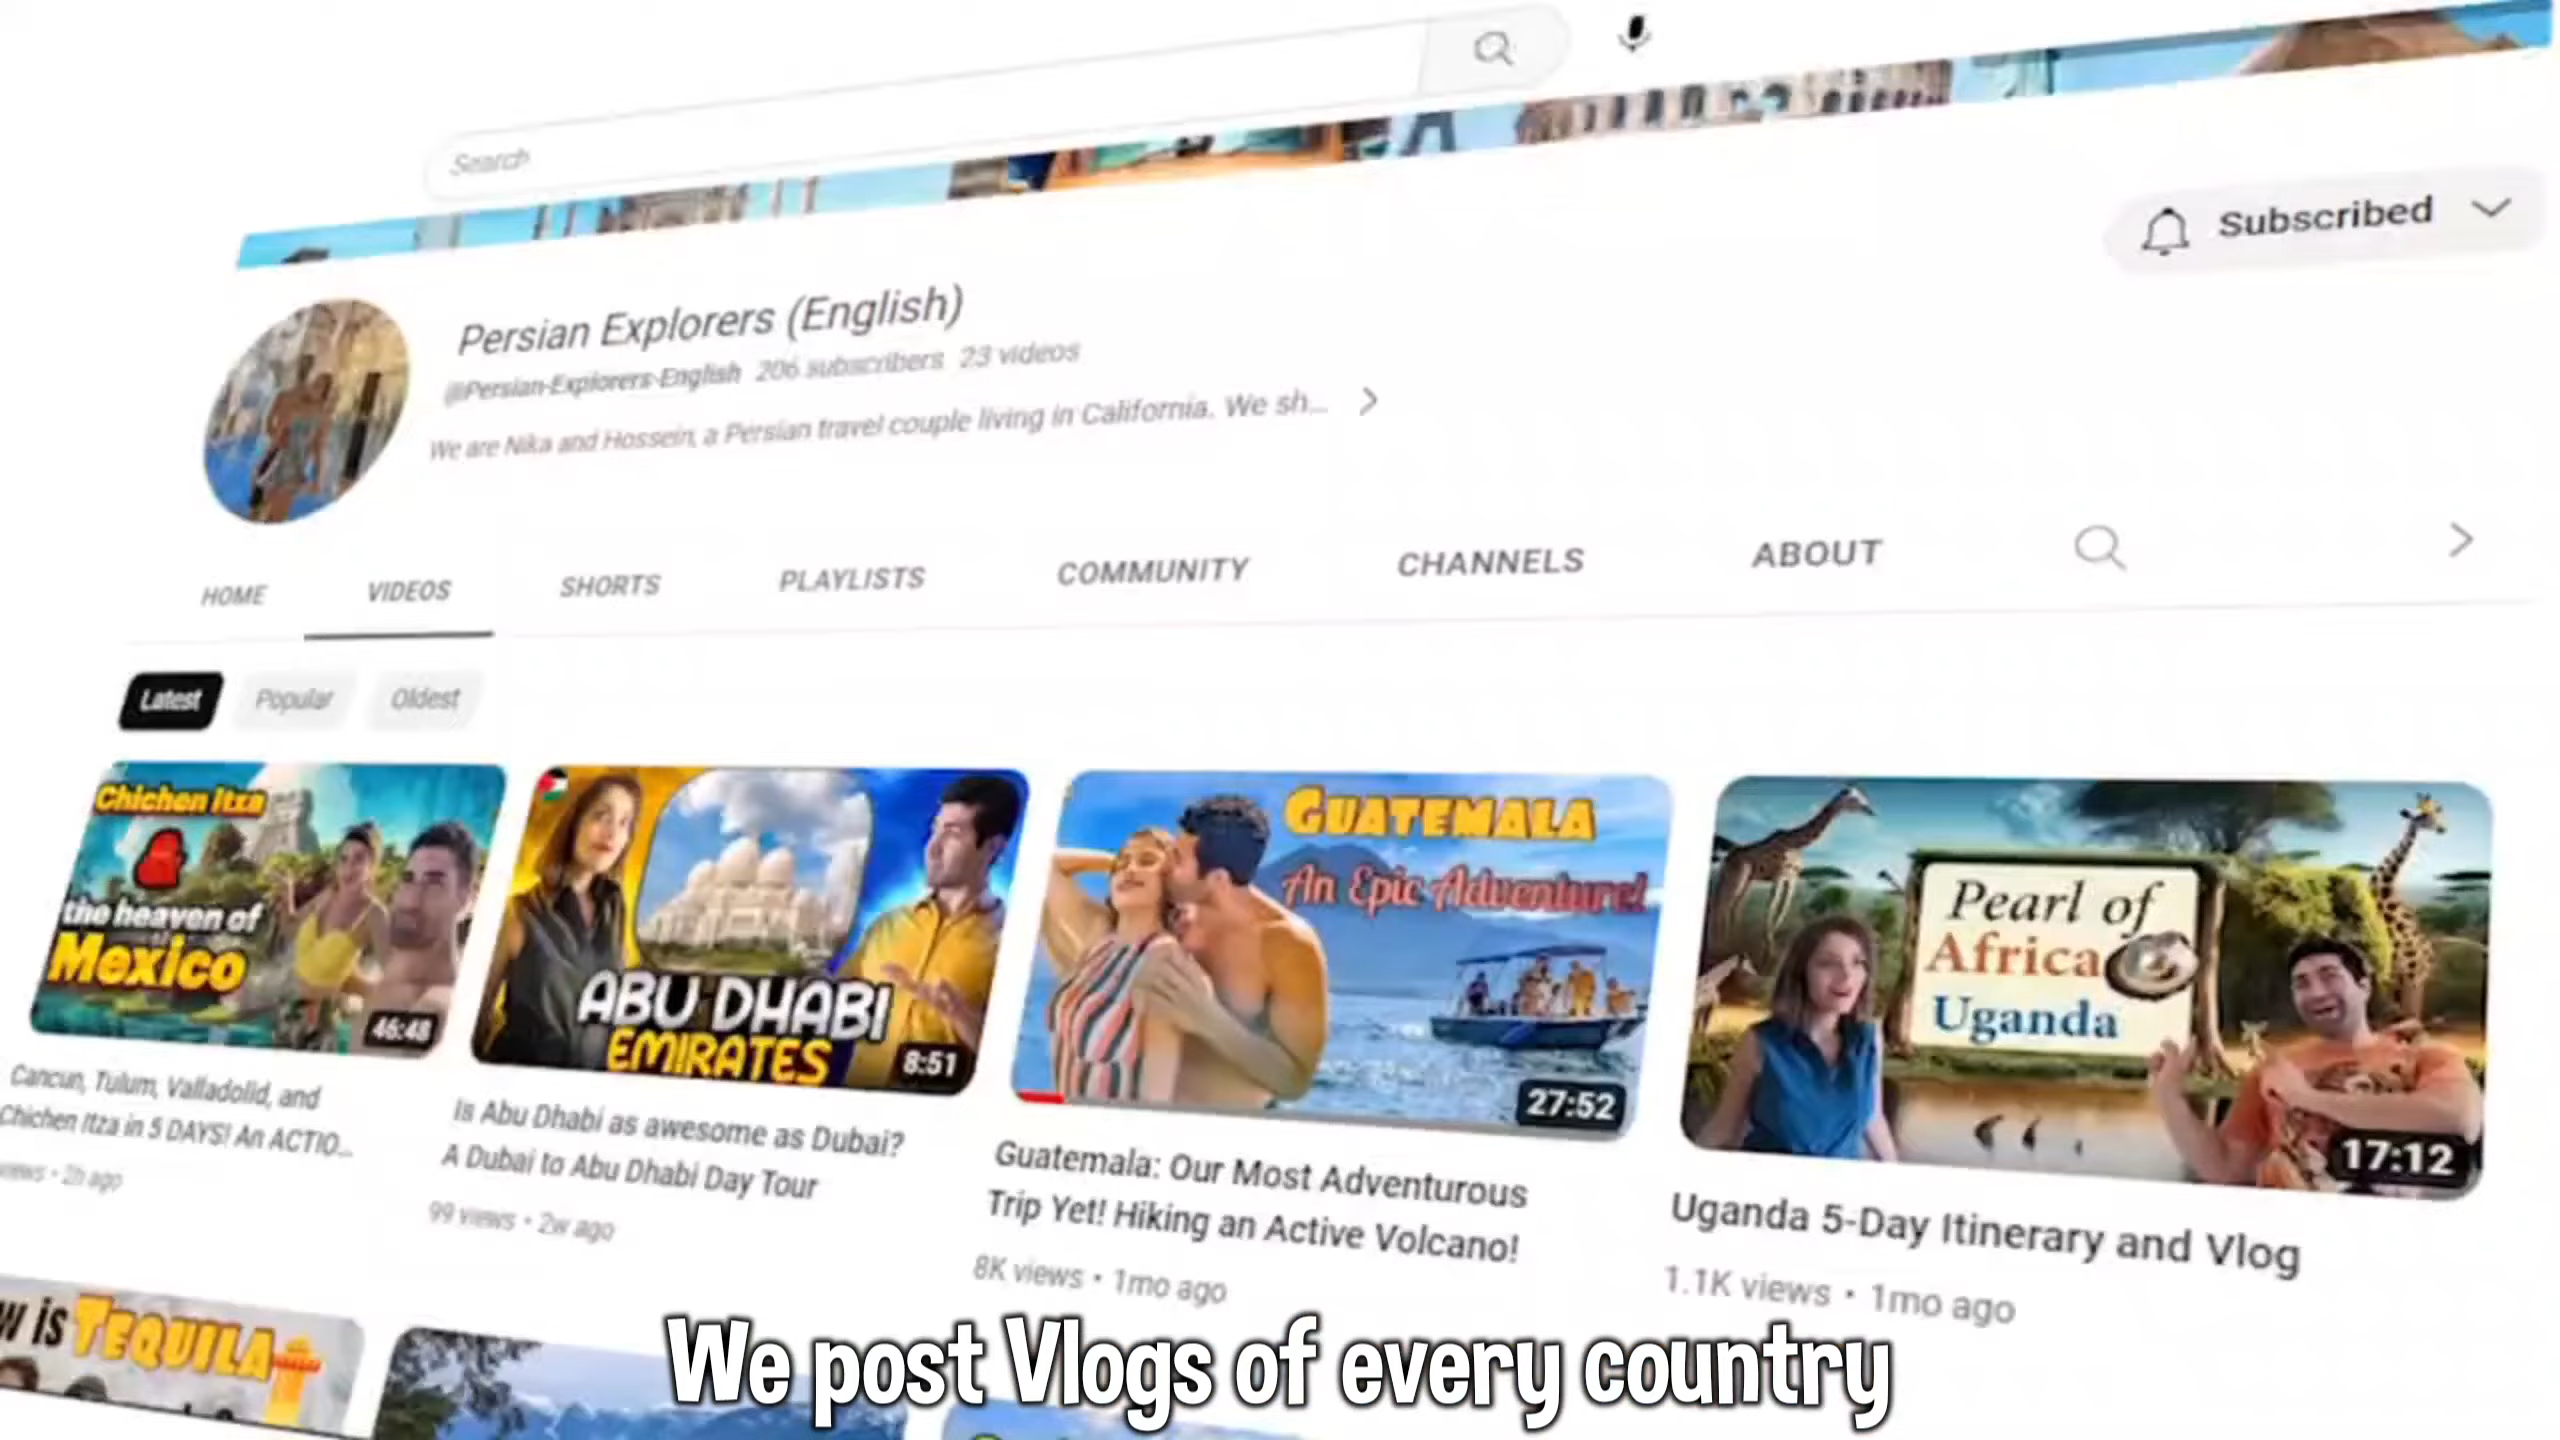 Search
Subscribed
Persian Explorers (English)
@Persian-Explorers-English 206 subscribers 23 videos
We are Nika and Hossein, a Persian travel couple living in California. We sh...
HOME VIDEOS SHORTS PLAYLISTS COMMUNITY CHANNELS ABOUT
Latest Popular Oldest
Chichen Itza
the heaven of
Mexico
46:48
ABU DHABI
EMIRATES
8:51
GUATEMALA
An Epic Adventure!
27:52
Pearl of
Africa
Uganda
17:12
Cancun, Tulum, Valladolid, and
Chichen Itza in 5 DAYS! An ACTIO...
views • 2h ago
Is Abu Dhabi as awesome as Dubai?
A Dubai to Abu Dhabi Day Tour
99 views • 2w ago
Guatemala: Our Most Adventurous
Trip Yet! Hiking an Active Volcano!
8K views • 1mo ago
Uganda 5-Day Itinerary and Vlog
1.1K views • 1mo ago
is TEQUILA
We post Vlogs of every country